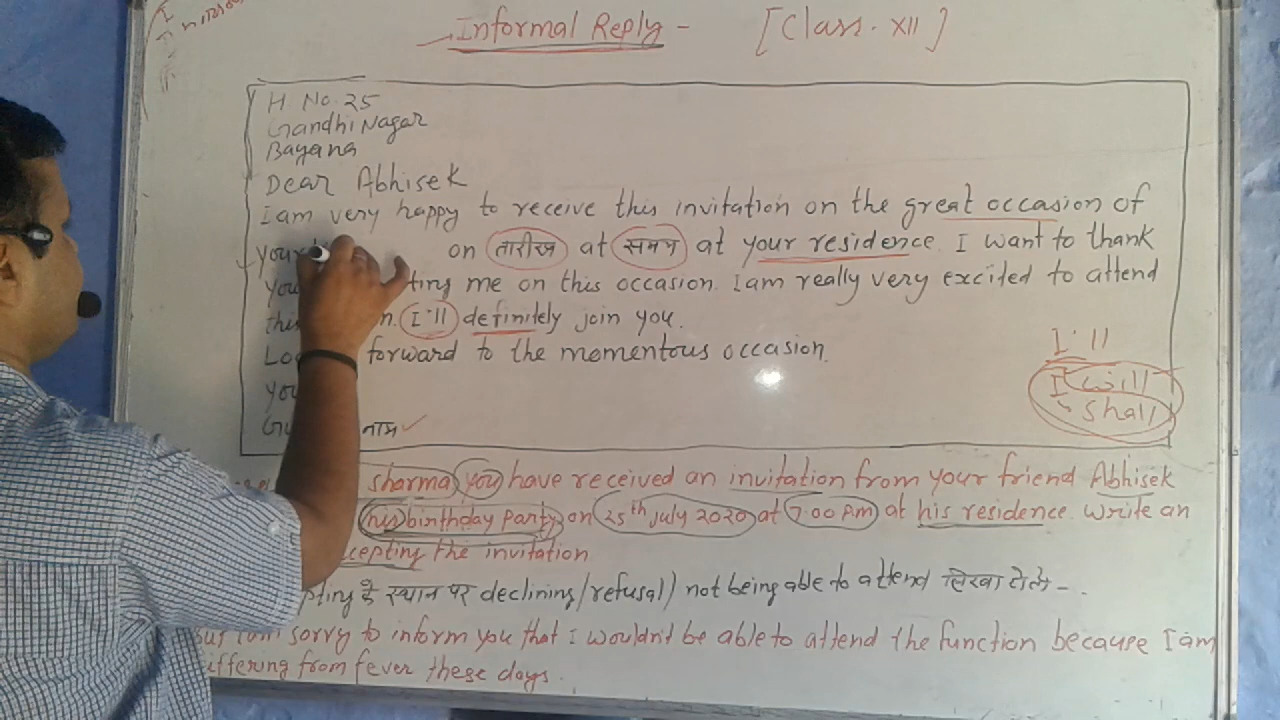 Informal Reply - [Class. XII]
H. No. 25
Gandhi Nagar
Bayana
Dear Abhisek
I am very happy to receive this invitation on the great occasion of
your on तारीख at समय at your residence. I want to thank
you ting me on this occasion. I am really very excited to attend
this n. I'll definitely join you.
Lo forward to the momentous occasion.
you
नाम
I'll
I will
shall
sharma you have received an invitation from your friend Abhisek
his birthday party on 25th July 2020 at 7:00 PM at his residence. Write an
cepting the invitation
pting के स्थान पर declining/refusal/not being able to attend लिखा होने -
But I am sorry to inform you that I wouldn't be able to attend the function because I am
uffering from fever these days.